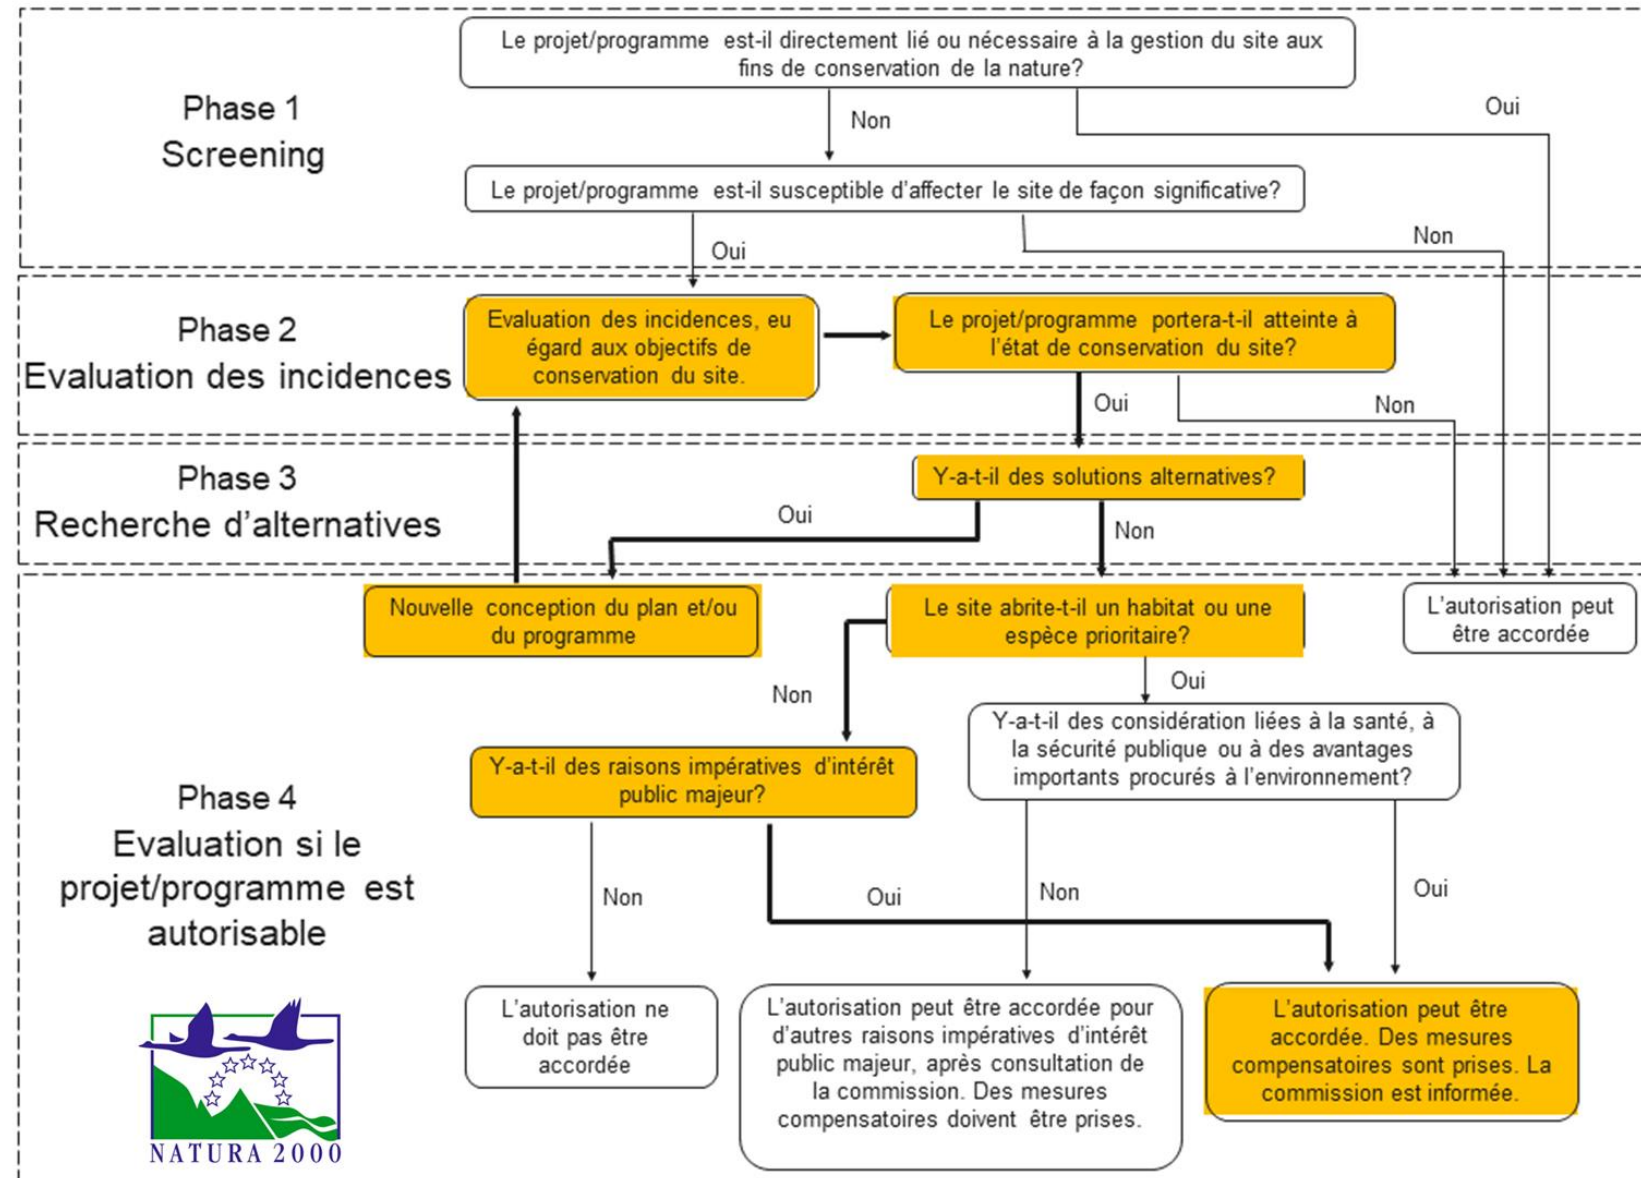 Phase 1
Screening
Le projet/programme est-il directement lié ou nécessaire à la gestion du site aux
fins de conservation de la nature?
Non
Oui
Le projet/programme est-il susceptible d'affecter le site de façon significative?
Oui
Non
Phase 2
Evaluation des incidences
Evaluation des incidences, eu
égard aux objectifs de
conservation du site.
Le projet/programme portera-t-il atteinte à
l'état de conservation du site?
Oui
Non
Phase 3
Recherche d'alternatives
Y-a-t-il des solutions alternatives?
Oui
Non
Nouvelle conception du plan et/ou
du programme
Le site abrite-t-il un habitat ou une
espèce prioritaire?
L'autorisation peut
être accordée
Non
Oui
Phase 4
Evaluation si le
projet/programme est
autorisable
Y-a-t-il des raisons impératives d'intérêt
public majeur?
Y-a-t-il des considération liées à la santé, à
la sécurité publique ou à des avantages
importants procurés à l'environnement?
Non
Oui
Non
Oui
L'autorisation ne
doit pas être
accordée
L'autorisation peut être accordée pour
d'autres raisons impératives d'intérêt
public majeur, après consultation de
la commission. Des mesures
compensatoires doivent être prises.
L'autorisation peut être
accordée. Des mesures
compensatoires sont prises. La
commission est informée.
NATURA 2000